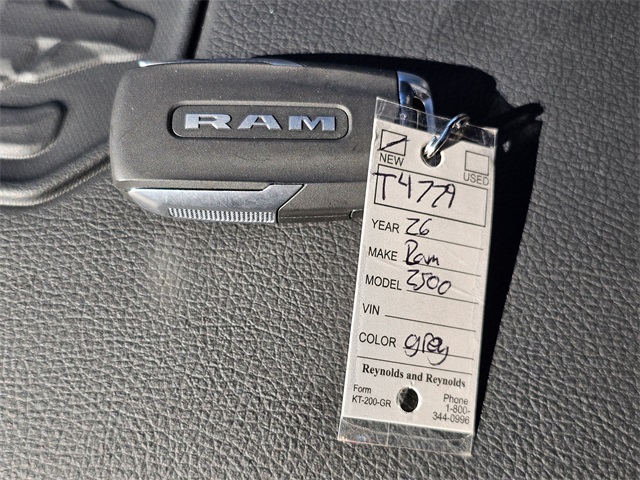 RAM
NEW
USED
T4779
YEAR 26
MAKE Ram
MODEL 2500
VIN
COLOR grey
Reynolds and Reynolds
Form
KT-200-GR
Phone
1-800-
344-0996